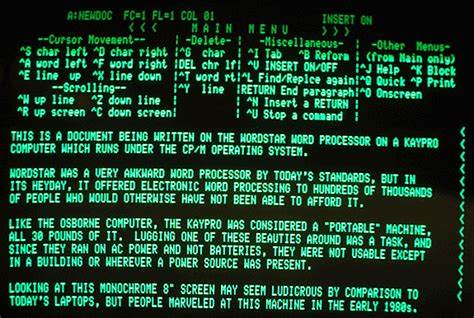 A:NEWDOC FC=1 FL=1 COL 01 INSERT ON
< < < M A I N M E N U > > >
--Cursor Movement-- | -Delete- | -Miscellaneous- | -Other Menus-
^S char left ^D char right |^G char | ^I Tab ^B Reform | (from Main only)
^A word left ^F word right |DEL chr lf| ^V INSERT ON/OFF |^J Help ^K Block
^E line up ^X line down |^T word rt|^L Find/Replce again|^Q Quick ^P Print
--Scrolling-- |^Y line |RETURN End paragraph|^O Onscreen
^W up line ^Z down line | | ^N Insert a RETURN |
^R up screen ^C down screen| | ^U Stop a command |
THIS IS A DOCUMENT BEING WRITTEN ON THE WORDSTAR WORD PROCESSOR ON A KAYPRO
COMPUTER WHICH RUNS UNDER THE CP/M OPERATING SYSTEM.
WORDSTAR WAS A VERY AWKWARD WORD PROCESSOR BY TODAY'S STANDARDS, BUT IN
ITS HEYDAY, IT OFFERED ELECTRONIC WORD PROCESSING TO HUNDREDS OF THOUSANDS
OF PEOPLE WHO WOULD OTHERWISE HAVE NOT BEEN ABLE TO AFFORD IT.
LIKE THE OSBORNE COMPUTER, THE KAYPRO WAS CONSIDERED A "PORTABLE" MACHINE,
ALL 30 POUNDS OF IT. LUGGING ONE OF THESE BEAUTIES AROUND WAS A TASK, AND
SINCE THEY RAN ON AC POWER AND NOT BATTERIES, THEY WERE NOT USABLE EXCEPT
IN A BUILDING OR WHEREVER A POWER SOURCE WAS PRESENT.
LOOKING AT THIS MONOCHROME 8" SCREEN MAY SEEM LUDICROUS BY COMPARISON TO
TODAY'S LAPTOPS, BUT PEOPLE MARVELED AT THIS MACHINE IN THE EARLY 1980s.